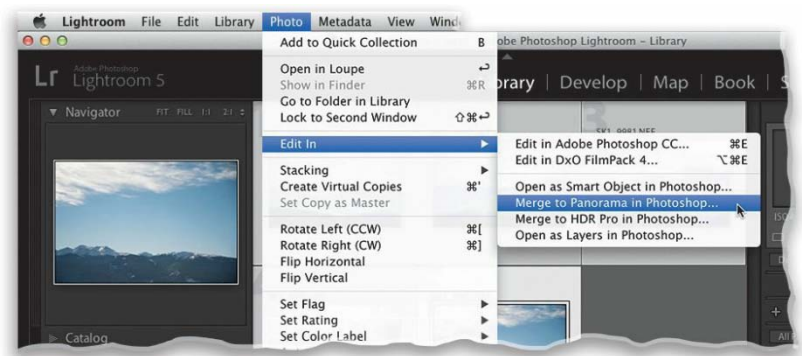 Lightroom File Edit Library Photo Metadata View
Adobe Photoshop Lightroom – Library
Lr Adobe Photoshop Lightroom 5
Library | Develop | Map | Book |
Navigator FIT FILL 1:1 2:1
Catalog
Add to Quick Collection B
Open in Loupe ↩
Show in Finder ⌘R
Go to Folder in Library
Lock to Second Window ⇧⌘↩
Edit In ▶
Stacking ▶
Create Virtual Copies ⌘'
Set Copy as Master
Rotate Left (CCW) ⌘[
Rotate Right (CW) ⌘]
Flip Horizontal
Flip Vertical
Set Flag ▶
Set Rating ▶
Set Color Label ▶
Edit in Adobe Photoshop CC... ⌘E
Edit in DxO FilmPack 4... ⌥⌘E
Open as Smart Object in Photoshop...
Merge to Panorama in Photoshop...
Merge to HDR Pro in Photoshop...
Open as Layers in Photoshop...